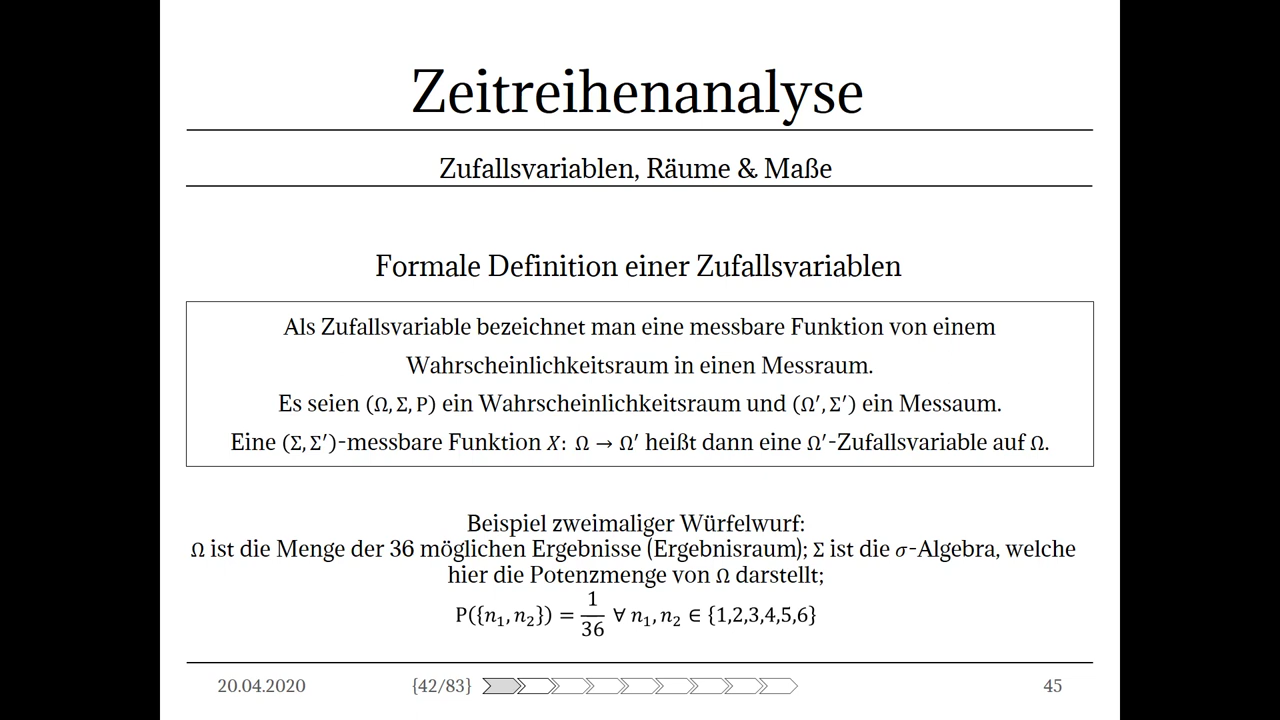 Zeitreihenanalyse
Zufallsvariablen, Räume & Maße
Formale Definition einer Zufallsvariablen
Als Zufallsvariable bezeichnet man eine messbare Funktion von einem
Wahrscheinlichkeitsraum in einen Messraum.
Es seien (Ω, Σ, P) ein Wahrscheinlichkeitsraum und (Ω′, Σ′) ein Messaum.
Eine (Σ, Σ′)-messbare Funktion X: Ω → Ω′ heißt dann eine Ω′-Zufallsvariable auf Ω.
Beispiel zweimaliger Würfelwurf:
Ω ist die Menge der 36 möglichen Ergebnisse (Ergebnisraum); Σ ist die σ-Algebra, welche
hier die Potenzmenge von Ω darstellt;
P({n₁, n₂}) = 1/36 ∀ n₁, n₂ ∈ {1,2,3,4,5,6}
20.04.2020 {42/83} 45